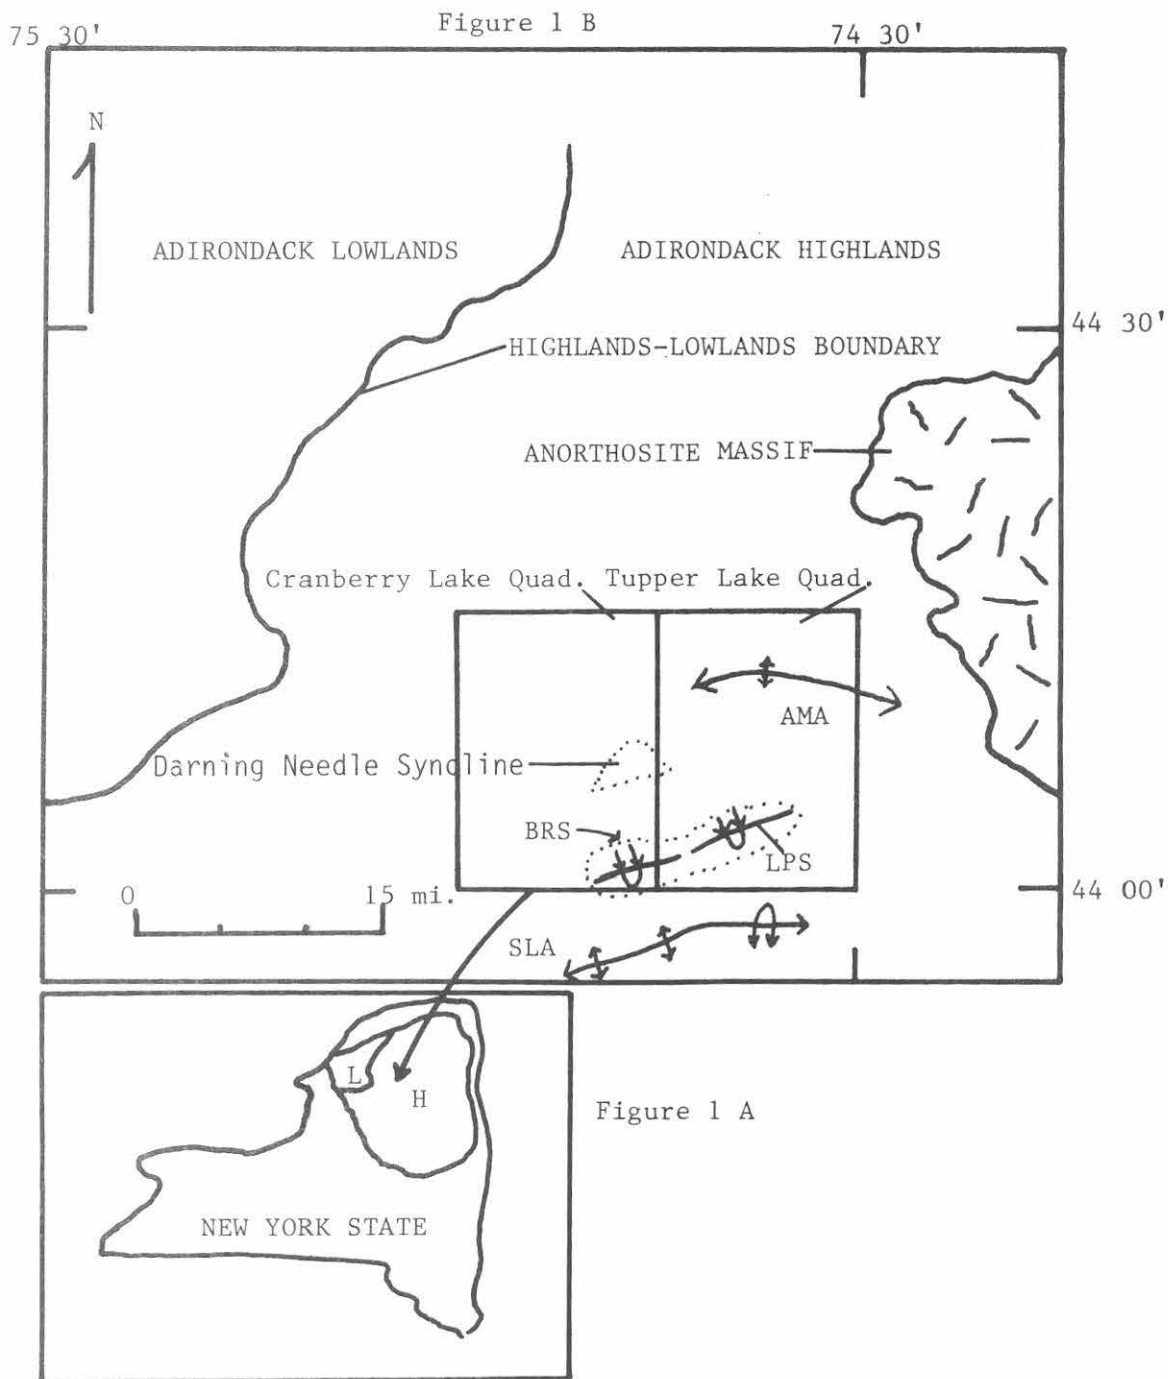 Figure 1 B
75 30'
74 30'
N
ADIRONDACK LOWLANDS
ADIRONDACK HIGHLANDS
44 30'
HIGHLANDS-LOWLANDS BOUNDARY
ANORTHOSITE MASSIF
Cranberry Lake Quad.
Tupper Lake Quad.
AMA
Darning Needle Syncline
BRS
LPS
44 00'
0
15 mi.
SLA
L
H
Figure 1 A
NEW YORK STATE